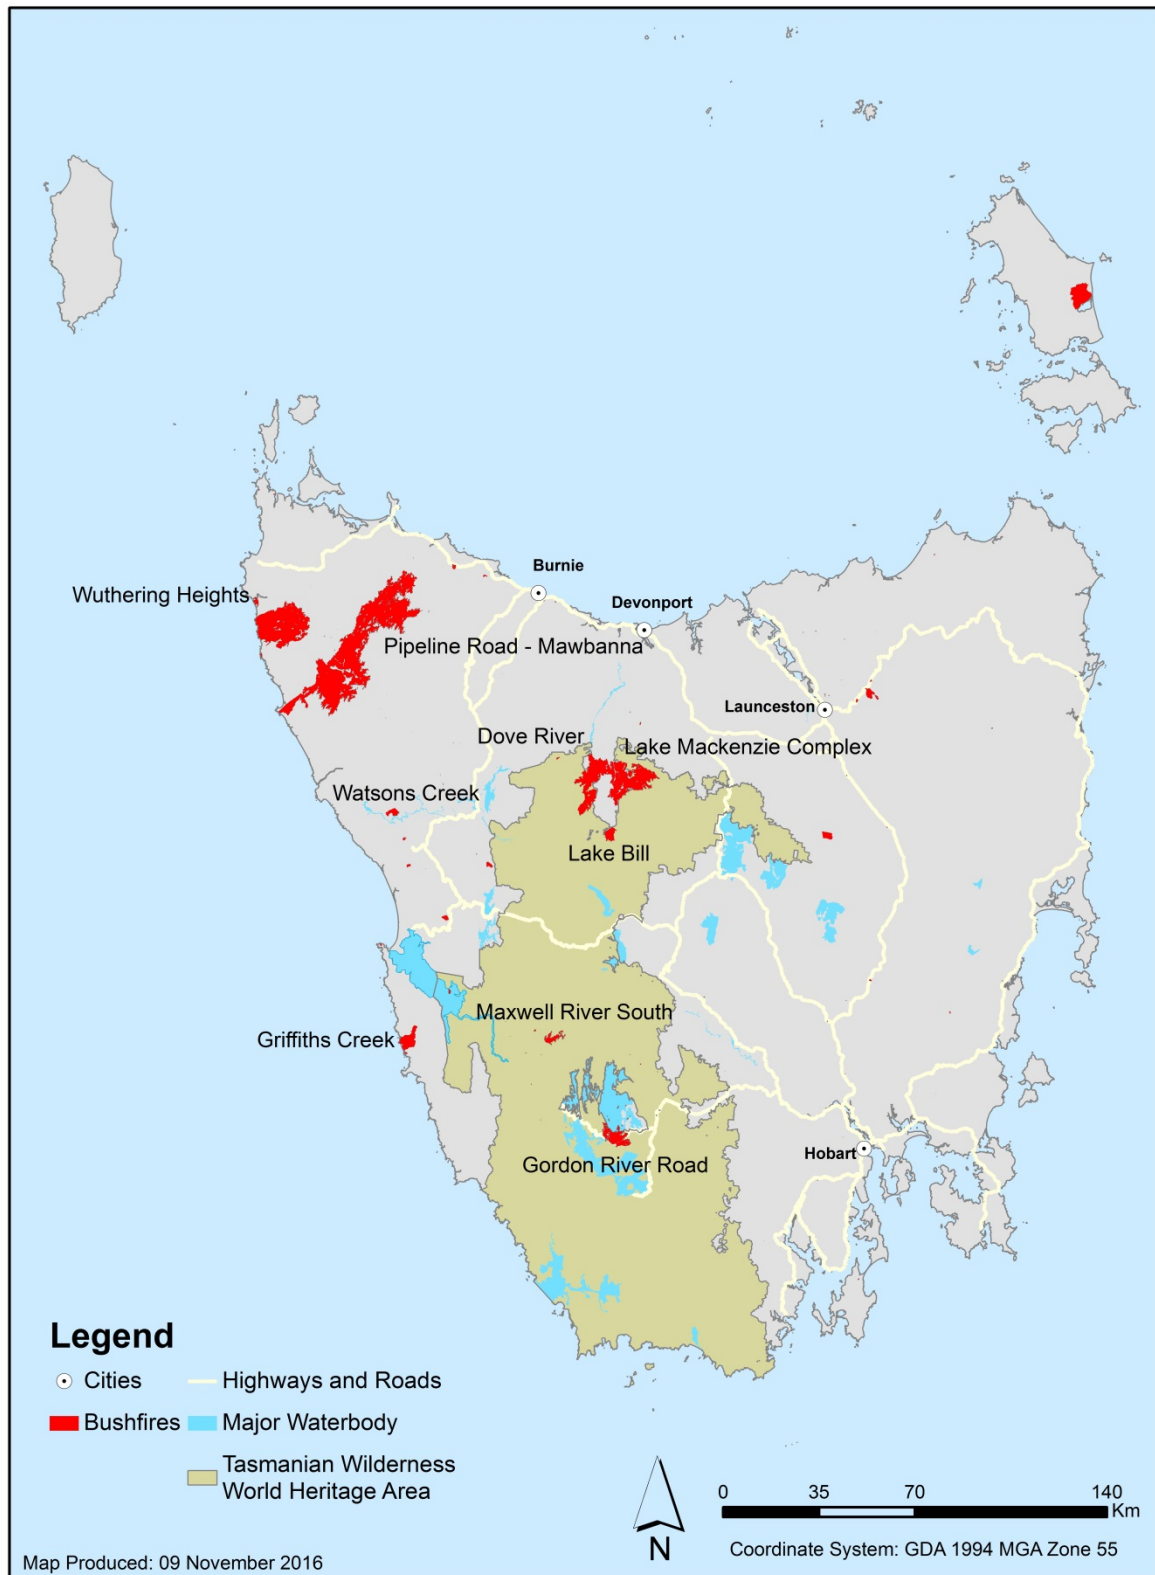 Burnie
Wuthering Heights
Devonport
Pipeline Road - Mawbanna
Launceston
Dove River
Lake Mackenzie Complex
Watsons Creek
Lake Bill
Maxwell River South
Griffiths Creek
Hobart
Gordon River Road
Legend
Cities
Highways and Roads
Bushfires
Major Waterbody
Tasmanian Wilderness
World Heritage Area
N
0 35 70 140
Km
Coordinate System: GDA 1994 MGA Zone 55
Map Produced: 09 November 2016